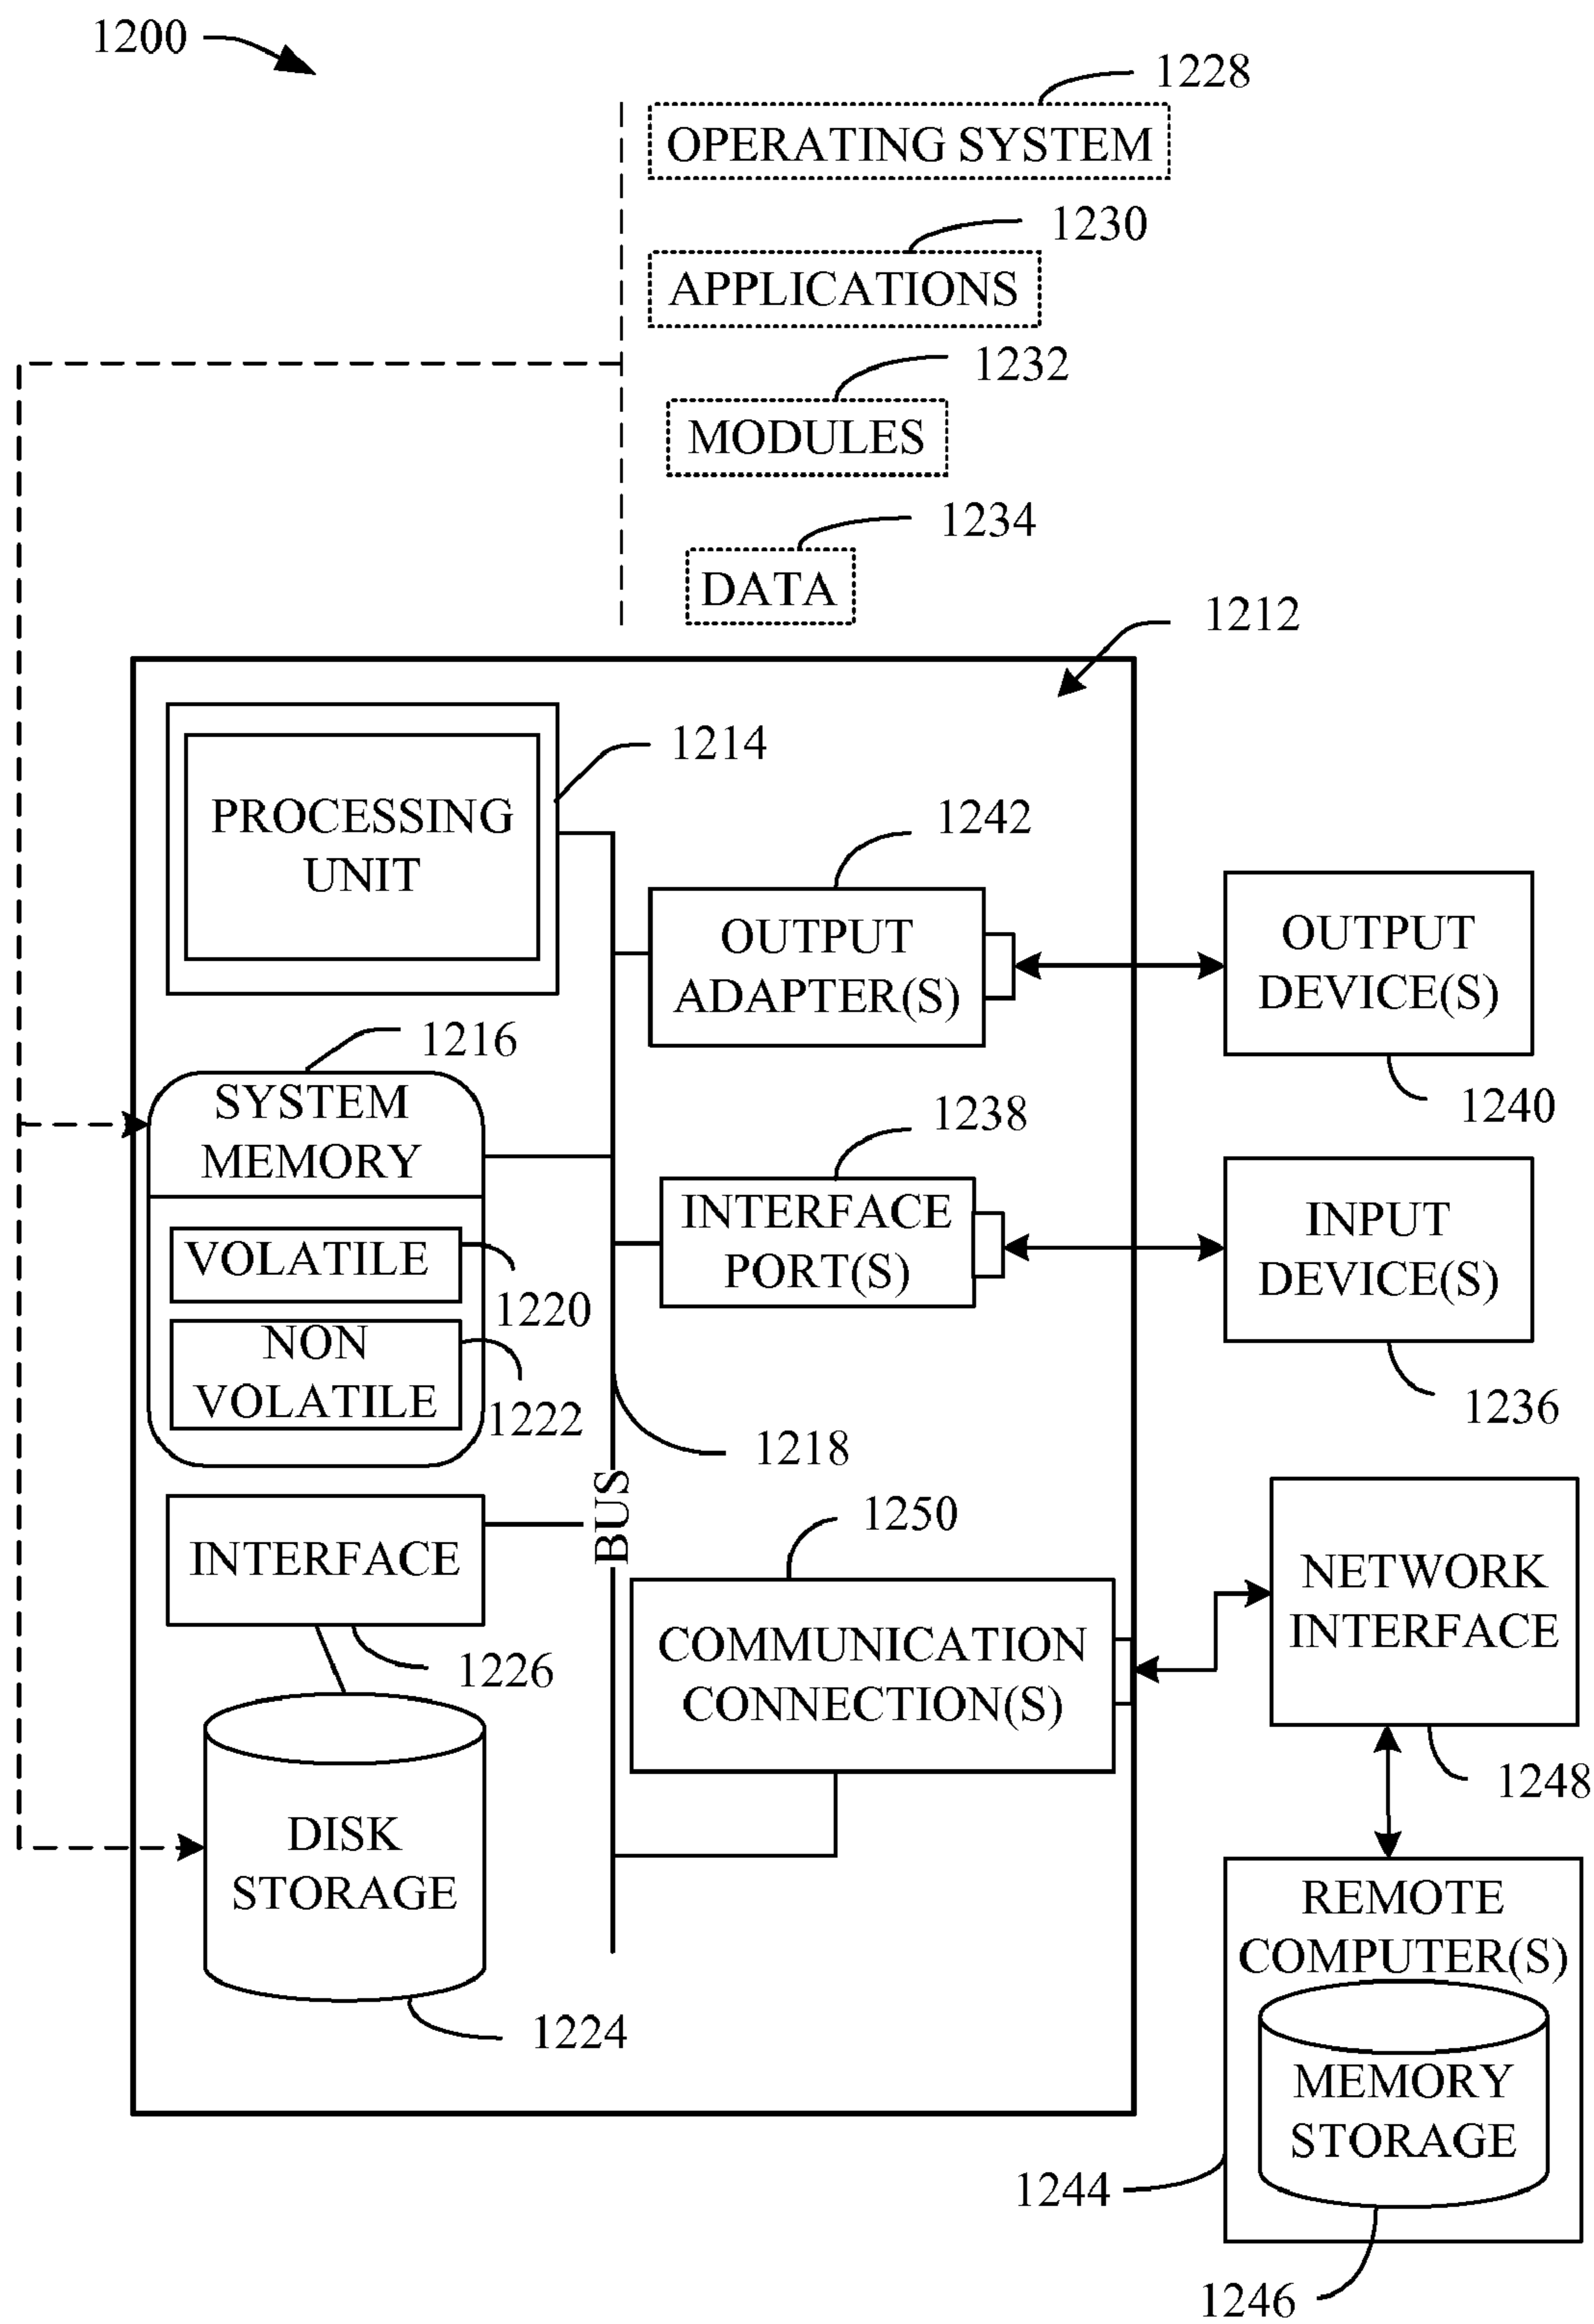 1200
1228
OPERATING SYSTEM
1230
APPLICATIONS
1232
MODULES
1234
DATA
1212
1214
PROCESSING
UNIT
1242
OUTPUT
ADAPTER(S)
OUTPUT
DEVICE(S)
1240
1216
SYSTEM
MEMORY
VOLATILE
1220
NON
VOLATILE
1222
1238
INTERFACE
PORT(S)
INPUT
DEVICE(S)
1236
1218
BUS
INTERFACE
1226
1250
COMMUNICATION
CONNECTION(S)
NETWORK
INTERFACE
1248
DISK
STORAGE
1224
REMOTE
COMPUTER(S)
MEMORY
STORAGE
1244
1246